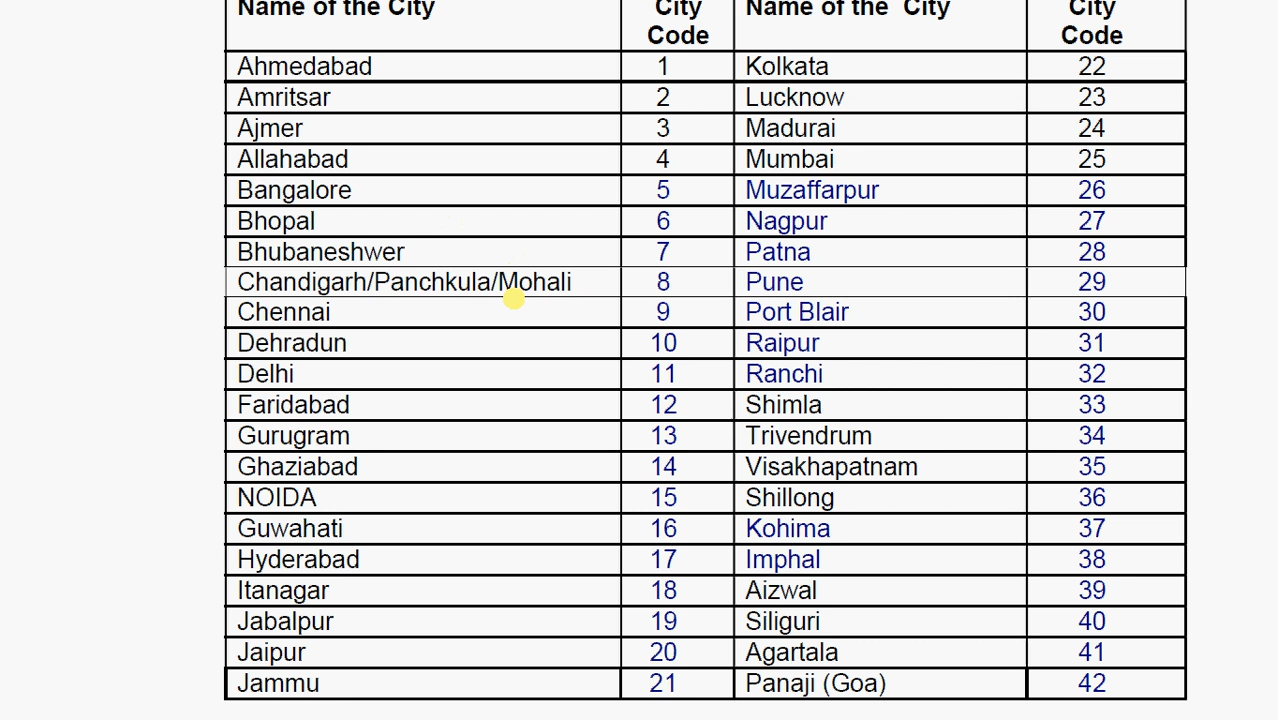 Name of the City City Name of the City City
Code Code
Ahmedabad 1 Kolkata 22
Amritsar 2 Lucknow 23
Ajmer 3 Madurai 24
Allahabad 4 Mumbai 25
Bangalore 5 Muzaffarpur 26
Bhopal 6 Nagpur 27
Bhubaneshwer 7 Patna 28
Chandigarh/Panchkula/Mohali 8 Pune 29
Chennai 9 Port Blair 30
Dehradun 10 Raipur 31
Delhi 11 Ranchi 32
Faridabad 12 Shimla 33
Gurugram 13 Trivendrum 34
Ghaziabad 14 Visakhapatnam 35
NOIDA 15 Shillong 36
Guwahati 16 Kohima 37
Hyderabad 17 Imphal 38
Itanagar 18 Aizwal 39
Jabalpur 19 Siliguri 40
Jaipur 20 Agartala 41
Jammu 21 Panaji (Goa) 42